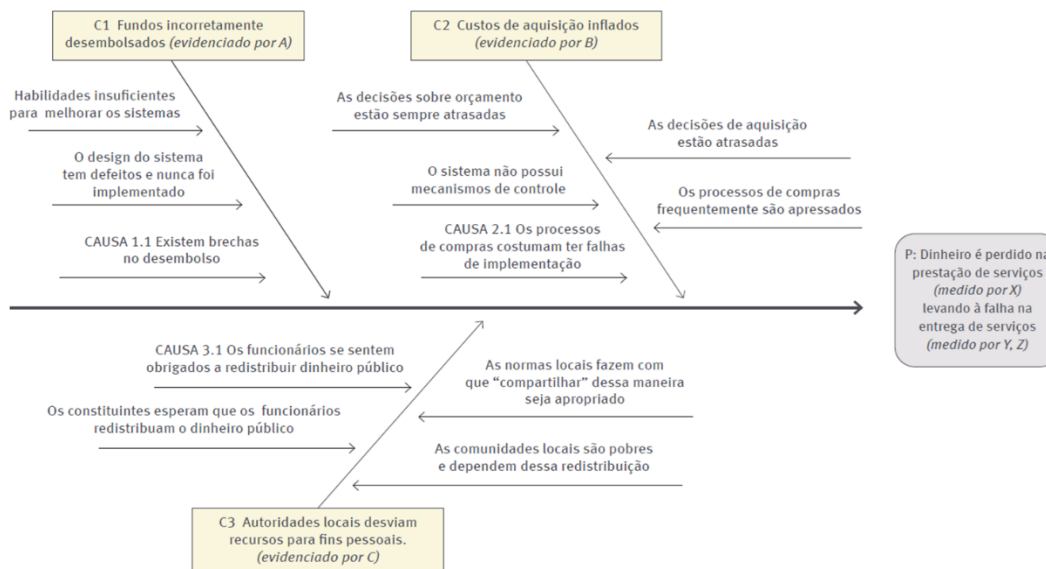 C1 Fundos incorretamente
desembolsados (evidenciado por A)
C2 Custos de aquisição inflados
(evidenciado por B)
Habilidades insuficientes
para melhorar os sistemas
O design do sistema
tem defeitos e nunca foi
implementado
CAUSA 1.1 Existem brechas
no desembolso
As decisões sobre orçamento
estão sempre atrasadas
O sistema não possui
mecanismos de controle
CAUSA 2.1 Os processos
de compras costumam ter falhas
de implementação
As decisões de aquisição
estão atrasadas
Os processos de compras
frequentemente são apressados
P: Dinheiro é perdido na
prestação de serviços
(medido por X)
levando à falha na
entrega de serviços
(medido por Y, Z)
CAUSA 3.1 Os funcionários se sentem
obrigados a redistribuir dinheiro público
Os constituintes esperam que os funcionários
redistribuam o dinheiro público
As normas locais fazem com
que “compartilhar” dessa maneira
seja apropriado
As comunidades locais são pobres
e dependem dessa redistribuição
C3 Autoridades locais desviam
recursos para fins pessoais.
(evidenciado por C)